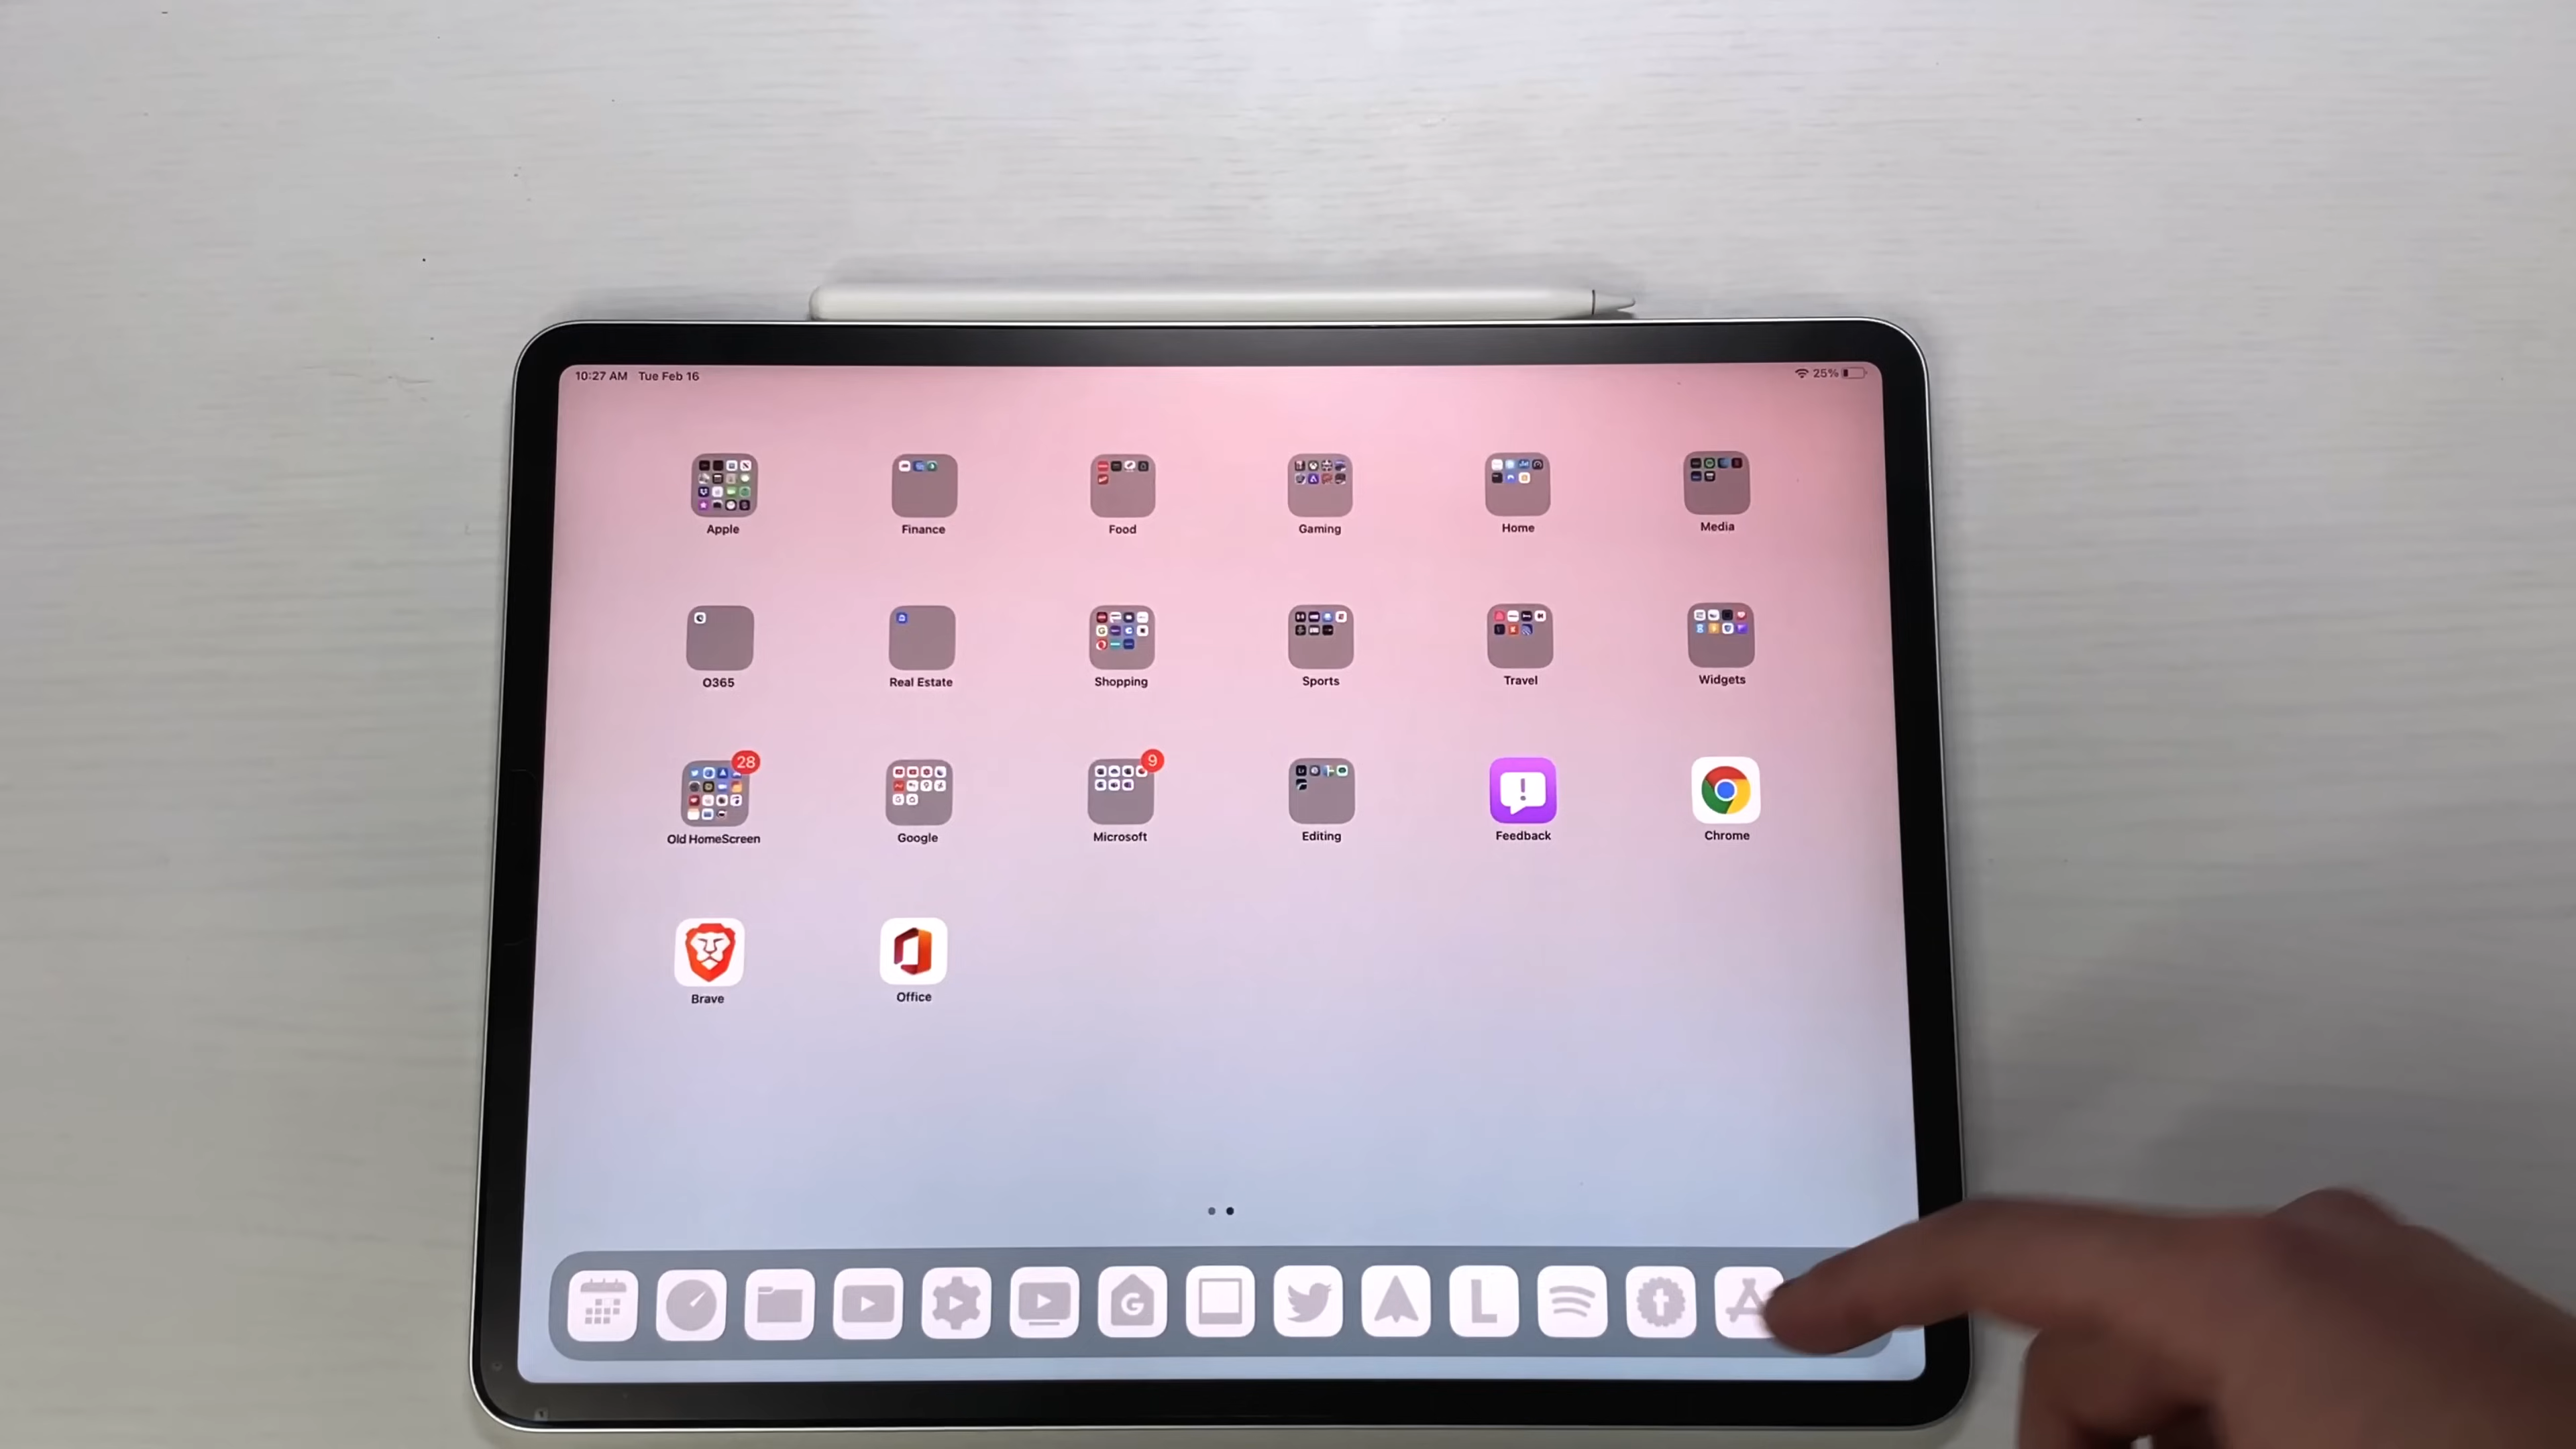 10:27 AM Tue Feb 16
25%
Apple
Finance
Food
Gaming
Home
Media
O365
Real Estate
Shopping
Sports
Travel
Widgets
28
9
Old HomeScreen
Google
Microsoft
Editing
Feedback
Chrome
Brave
Office
G
L
t